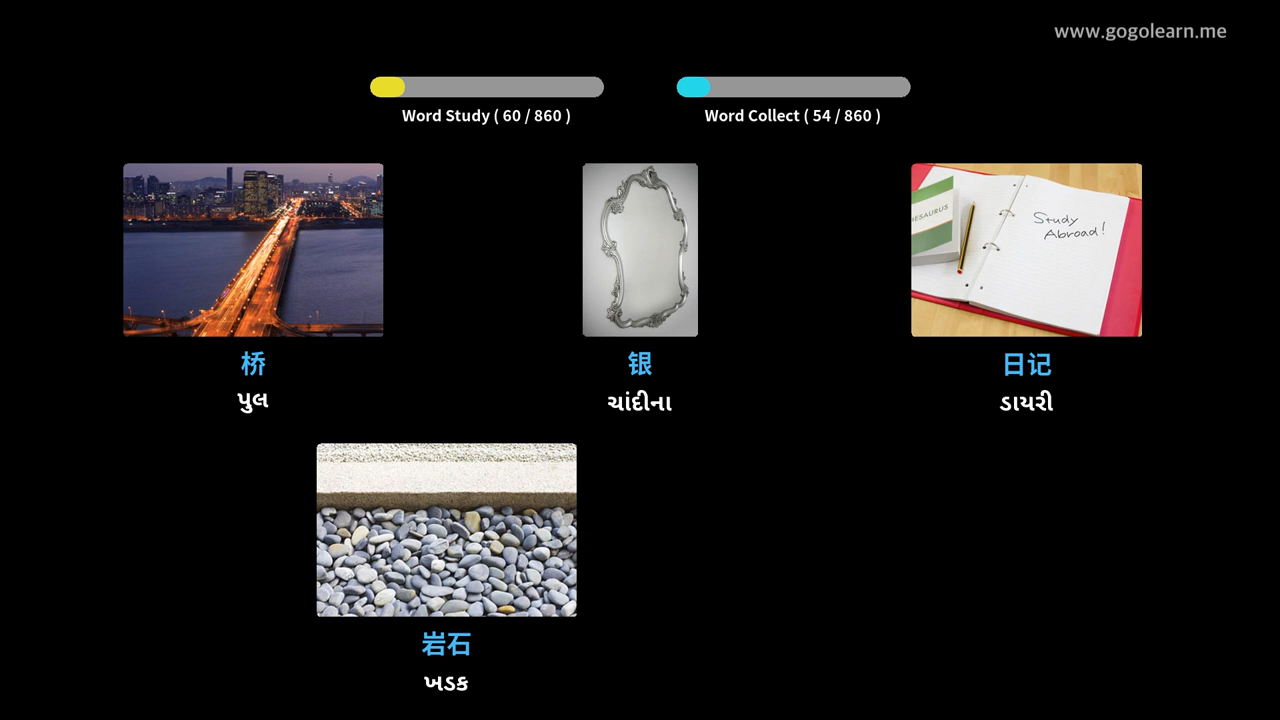 www.gogolearn.me
Word Study ( 60 / 860 )
Word Collect ( 54 / 860 )
HESAURUS
Study
Abroad!
桥
પુલ
银
ચાંદીના
日记
ડાયરી
岩石
ખડક